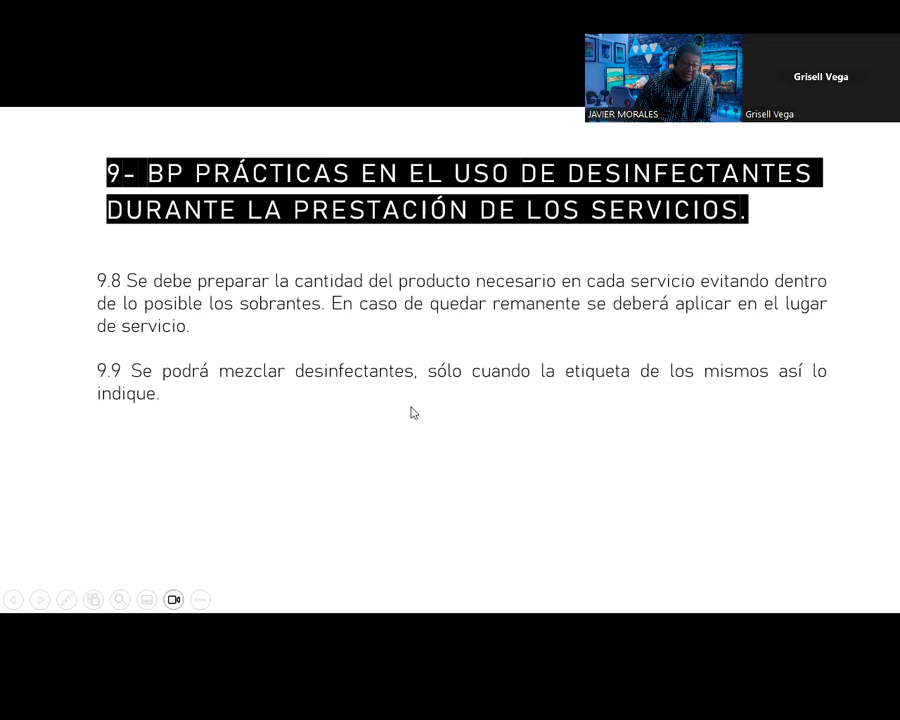 Grisell Vega
JAVIER MORALES
Grisell Vega
9- BP PRÁCTICAS EN EL USO DE DESINFECTANTES
DURANTE LA PRESTACIÓN DE LOS SERVICIOS.
9.8 Se debe preparar la cantidad del producto necesario en cada servicio evitando dentro
de lo posible los sobrantes. En caso de quedar remanente se deberá aplicar en el lugar
de servicio.
9.9 Se podrá mezclar desinfectantes, sólo cuando la etiqueta de los mismos así lo
indique.